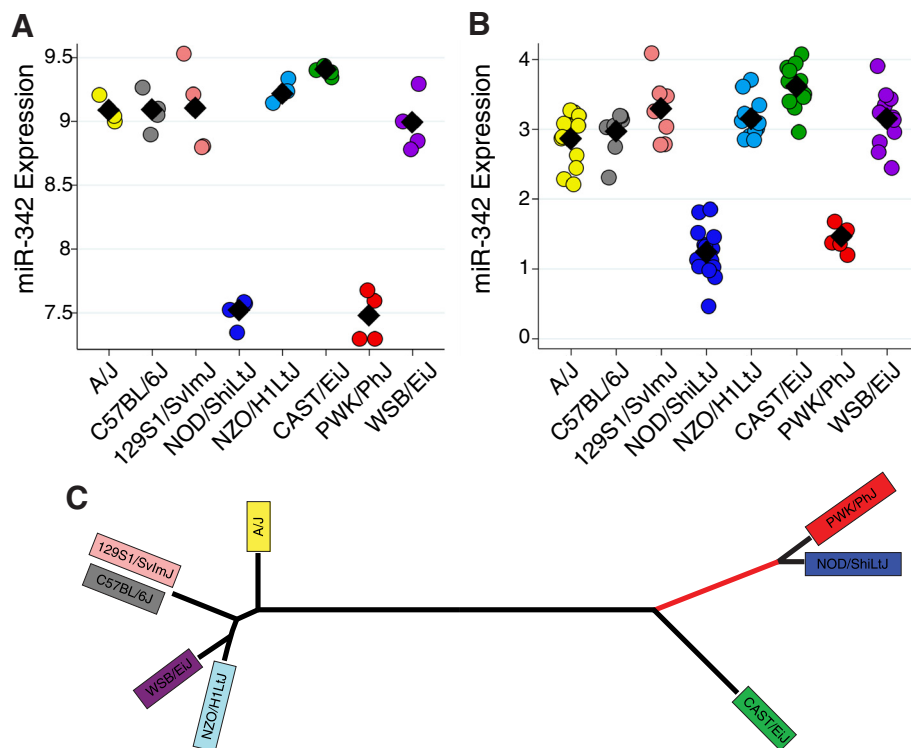 A
miR-342 Expression
9.5
9
8.5
8
7.5
A/J
C57BL/6J
129S1/SvImJ
NOD/ShiLtJ
NZO/H1LtJ
CAST/EiJ
PWK/PhJ
WSB/EiJ
B
miR-342 Expression
4
3
2
1
0
A/J
C57BL/6J
129S1/SvImJ
NOD/ShiLtJ
NZO/H1LtJ
CAST/EiJ
PWK/PhJ
WSB/EiJ
C
A/J
129S1/SvImJ
C57BL/6J
WSB/EiJ
NZO/H1LtJ
PWK/PhJ
NOD/ShiLtJ
CAST/EiJ